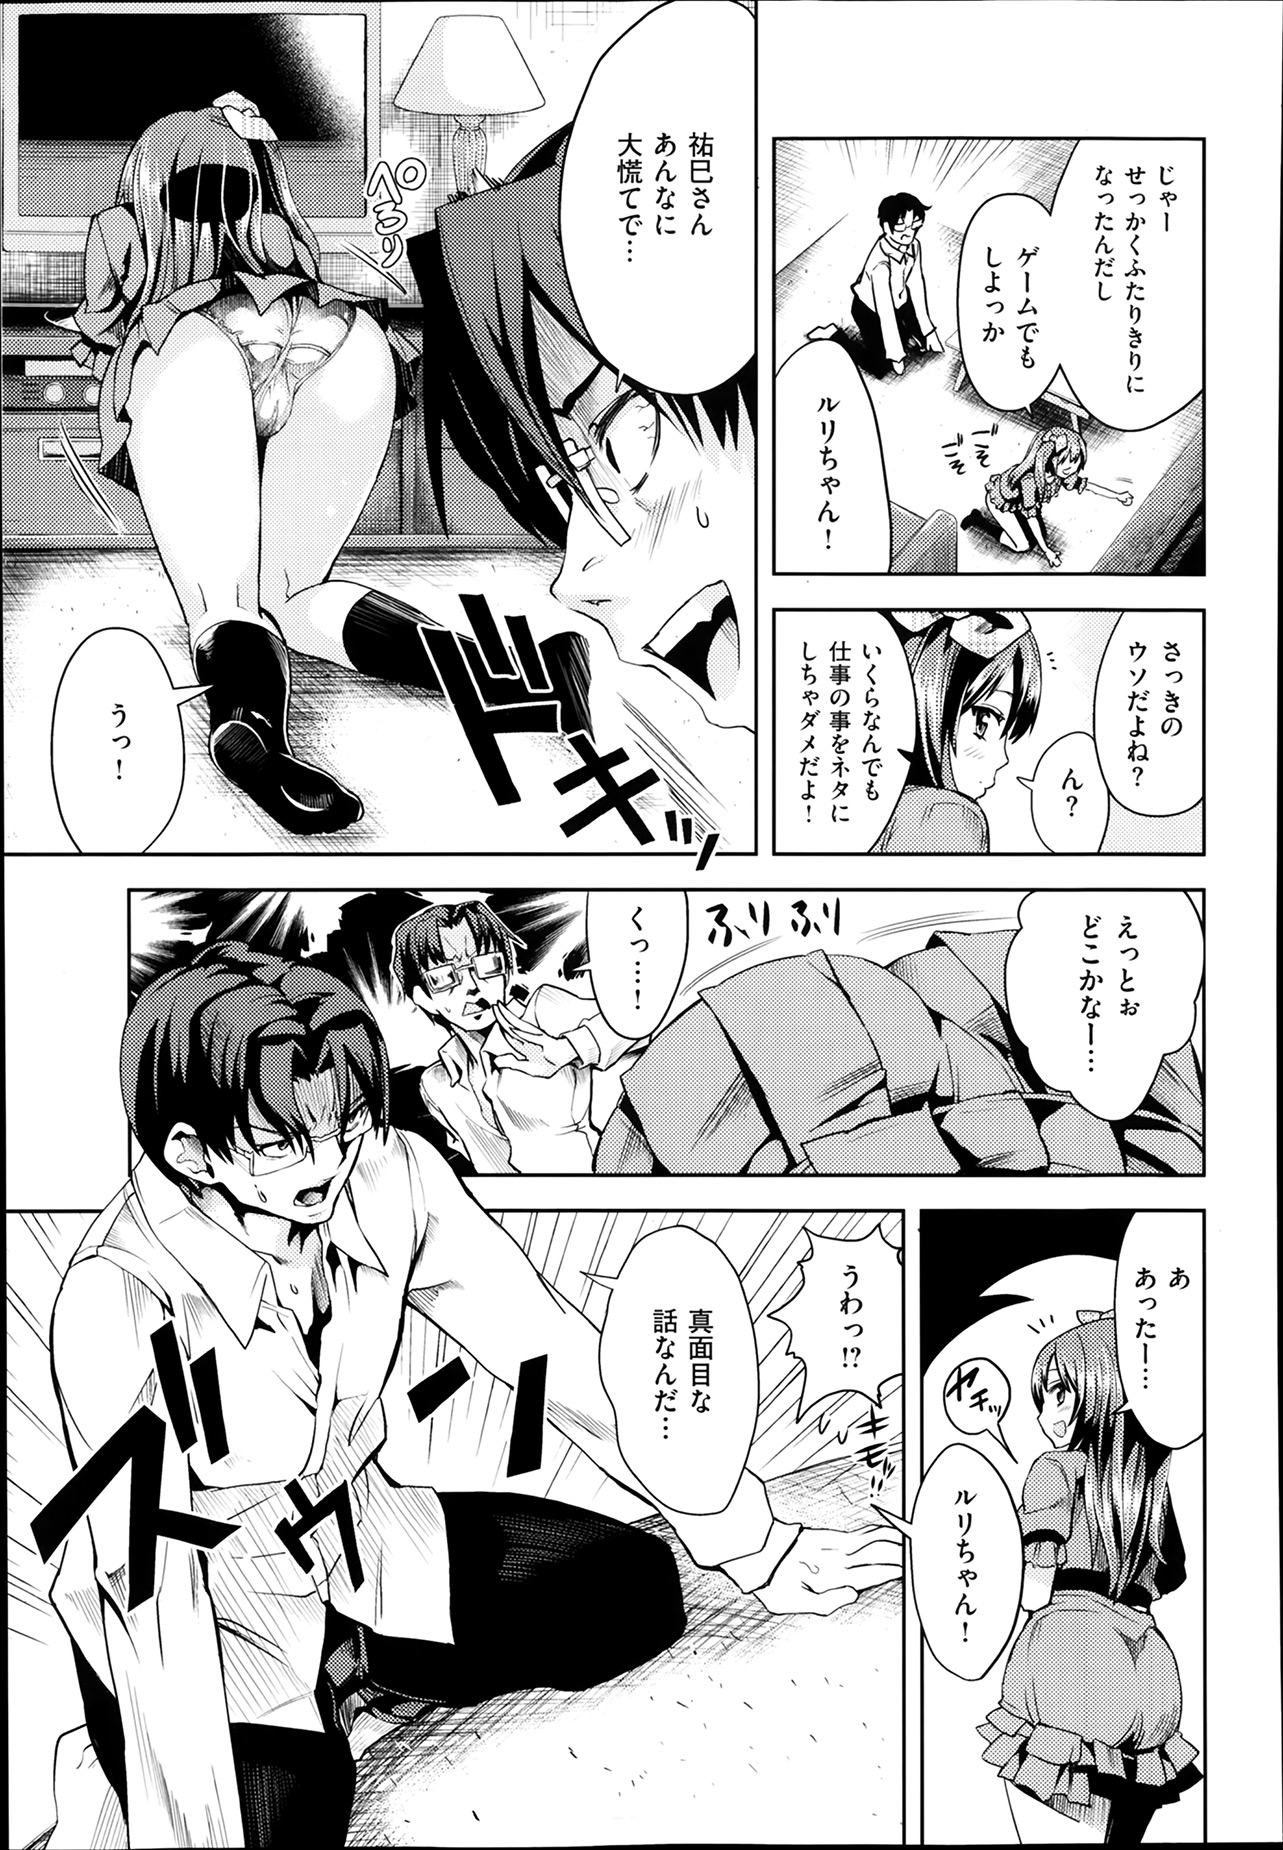 じゃー
せっかくふたりきりに
なったんだし
ゲームでも
しよっか
ぞそ
ぞそ
ルリちゃん!
さっきの
ウソだよね?
ん?
いくらなんでも
仕事の事をネタに
しちゃダメだよ!
祐巳さん
あんなに
大慌てで…
ぺろり
うっ!
ドキッ
えっとぉ
どこかなー…
ふり
ふり
くっ…!
あ
あったー…
ヤキッ
ルリちゃん!
うわっ!?
真面目な
話なんだ…
ズウン